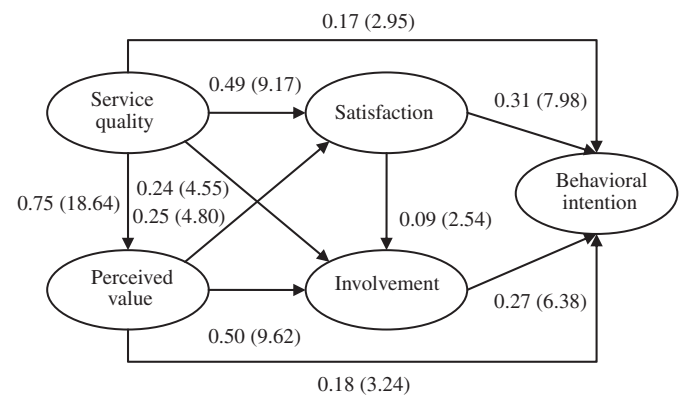 0.17 (2.95)
0.49 (9.17)
Service
quality
Satisfaction
0.31 (7.98)
Behavioral
intention
0.24 (4.55)
0.75 (18.64)
0.25 (4.80)
0.09 (2.54)
Perceived
value
Involvement
0.27 (6.38)
0.50 (9.62)
0.18 (3.24)